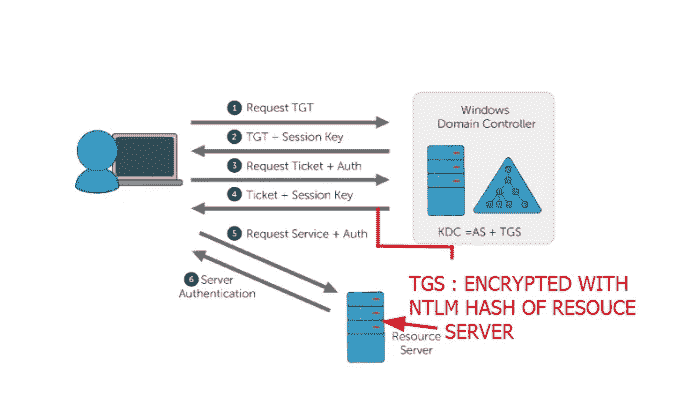 1 Request TGT
2 TGT – Session Key
3 Request Ticket + Auth
4 Ticket + Session Key
5 Request Service + Auth
6 Server
Authentication
Windows
Domain Controller
KDC =AS + TGS
TGS : ENCRYPTED WITH
NTLM HASH OF RESOUCE
SERVER
Resource
Server